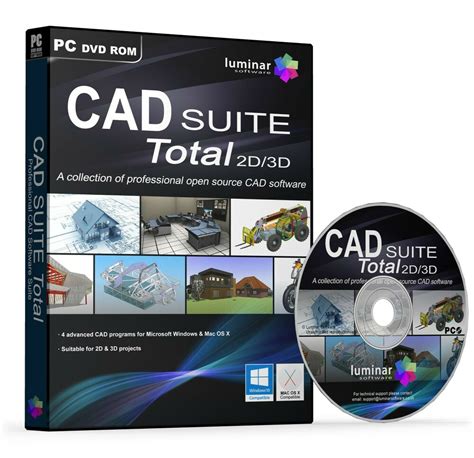 PC DVD ROM
luminar
software
CAD SUITE
Total 2D/3D
A collection of professional open source CAD software
- 4 advanced CAD programs for Microsoft Windows & Mac OS X
- Suitable for 2D & 3D projects
Windows 10
Compatible
MAC OS X
Compatible
CAD SUITE Total
Professional CAD Software Suite
luminar
software
CAD SUITE
Total 2D/3D
A collection of professional open source CAD software
© Luminar
PC
luminar
software
For technical support please contact